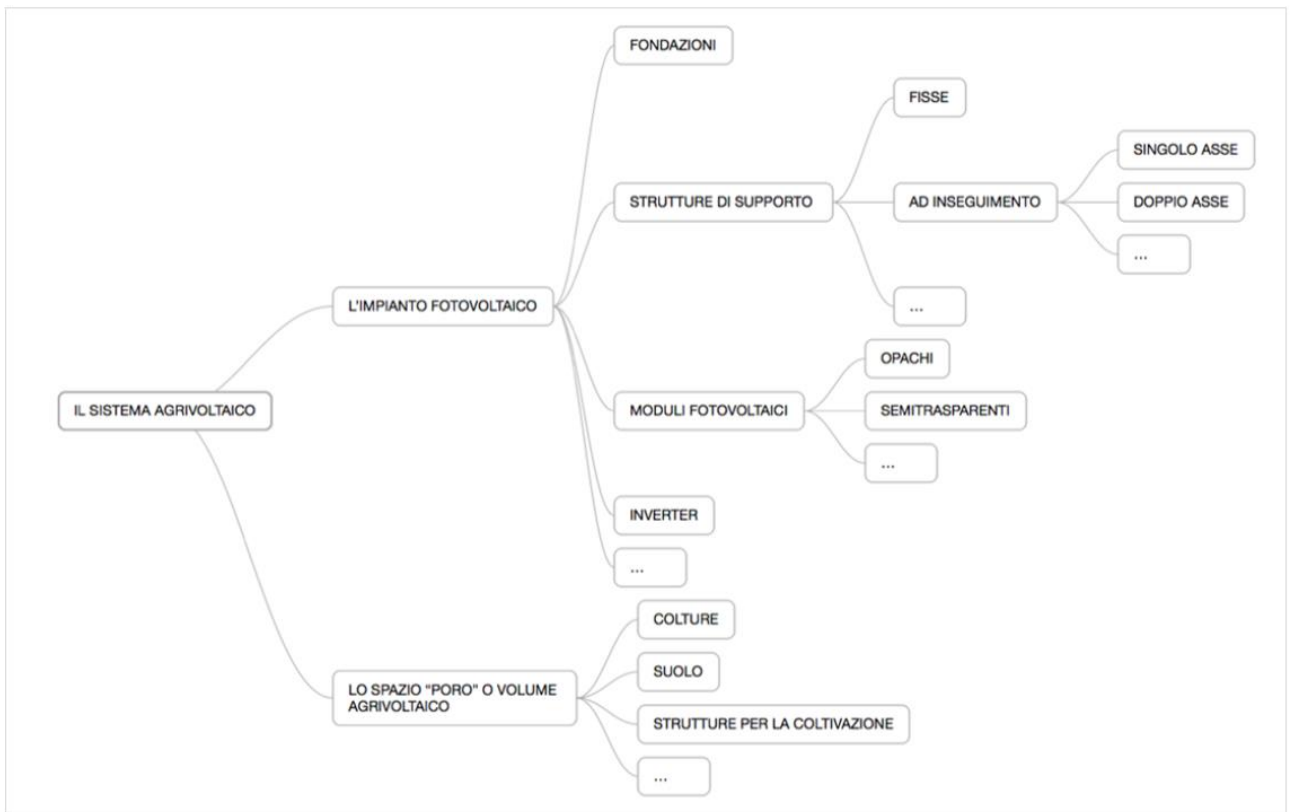 FONDAZIONI
FISSE
SINGOLO ASSE
STRUTTURE DI SUPPORTO
AD INSEGUIMENTO
DOPPIO ASSE
...
...
L'IMPIANTO FOTOVOLTAICO
OPACHI
IL SISTEMA AGRIVOLTAICO
MODULI FOTOVOLTAICI
SEMITRASPARENTI
...
INVERTER
...
COLTURE
SUOLO
LO SPAZIO "PORO" O VOLUME
AGRIVOLTAICO
STRUTTURE PER LA COLTIVAZIONE
...